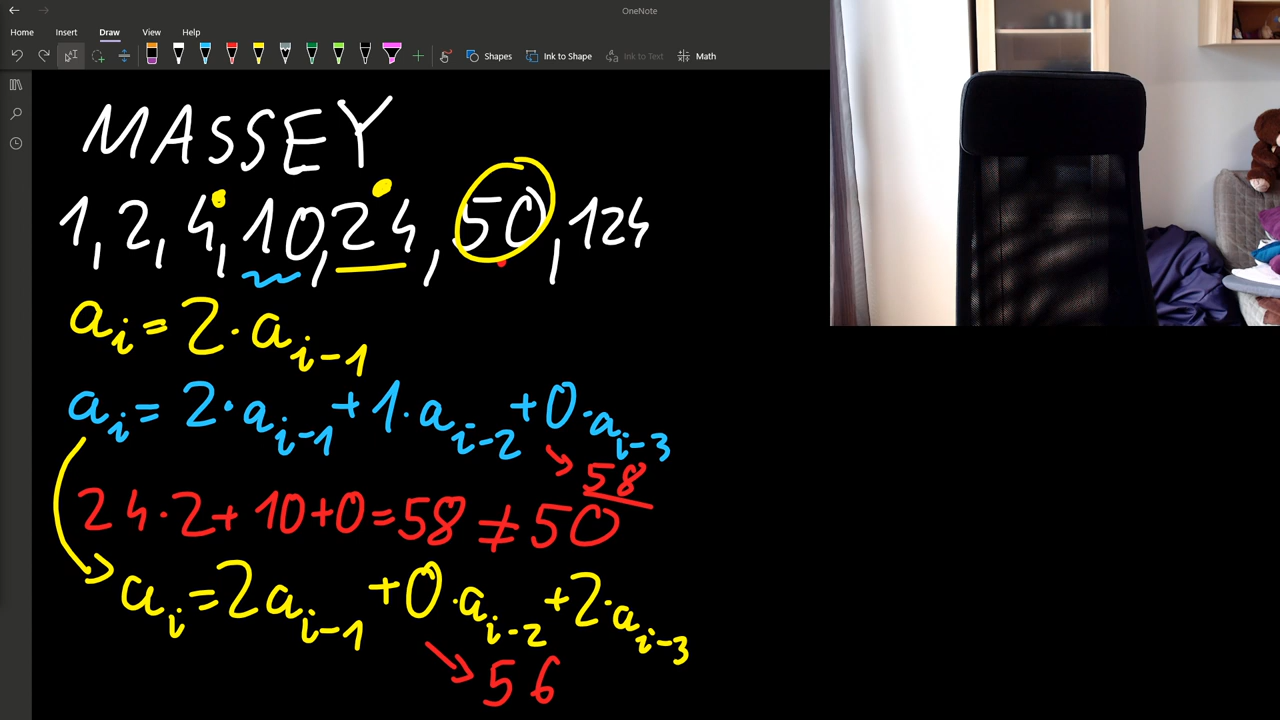 OneNote
Home Insert Draw View Help
Shapes Ink to Shape Ink to Text Math
MASSEY
1, 2, 4, 10, 24, 50, 124
a_i = 2 · a_{i-1}
a_i = 2 · a_{i-1} + 1 · a_{i-2} + 0 · a_{i-3}
→ 58
24 · 2 + 10 + 0 = 58 ≠ 50
→ a_i = 2a_{i-1} + 0 · a_{i-2} + 2 · a_{i-3}
→ 56